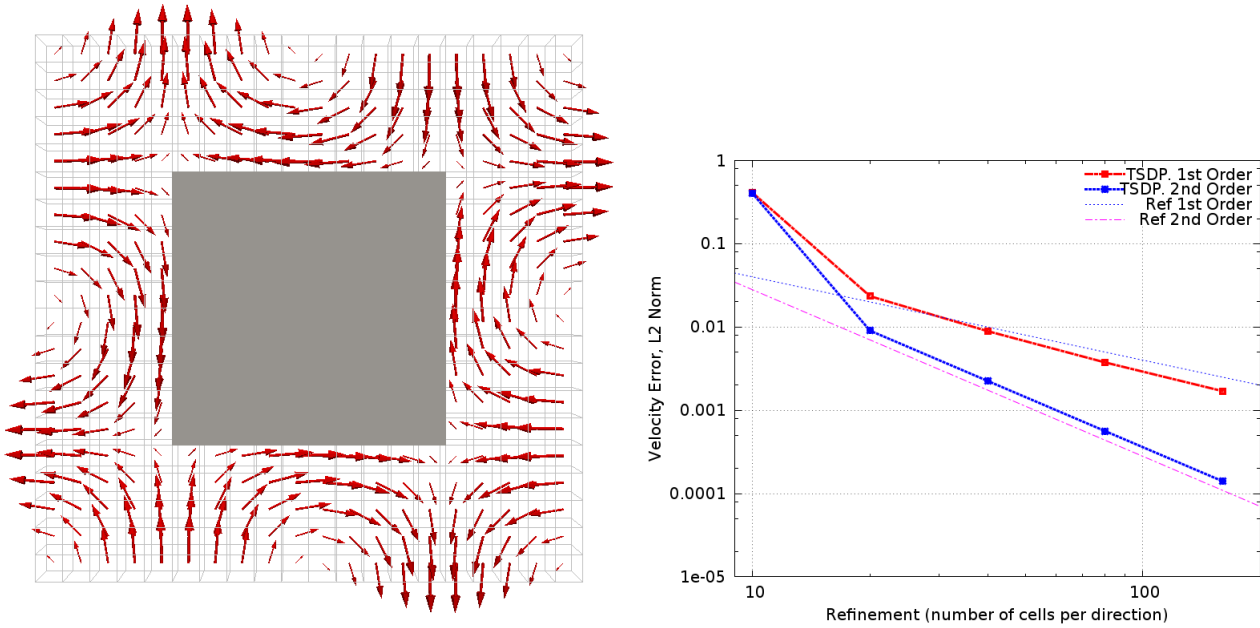 1
0.1
0.01
0.001
0.0001
1e-05
Velocity Error, L2 Norm
TSDP. 1st Order
TSDP. 2nd Order
Ref 1st Order
Ref 2nd Order
10
100
Refinement (number of cells per direction)